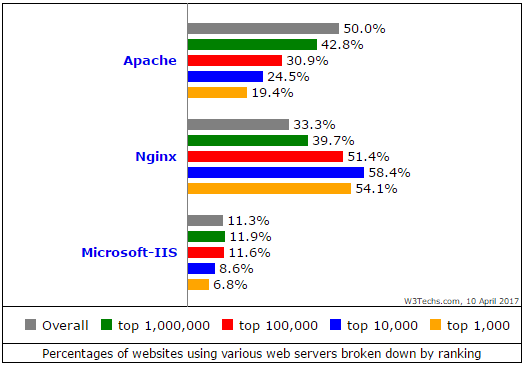 50.0%
42.8%
Apache 30.9%
24.5%
19.4%
33.3%
39.7%
Nginx 51.4%
58.4%
54.1%
11.3%
11.9%
Microsoft-IIS 11.6%
8.6%
6.8%
W3Techs.com, 10 April 2017
Overall top 1,000,000 top 100,000 top 10,000 top 1,000
Percentages of websites using various web servers broken down by ranking